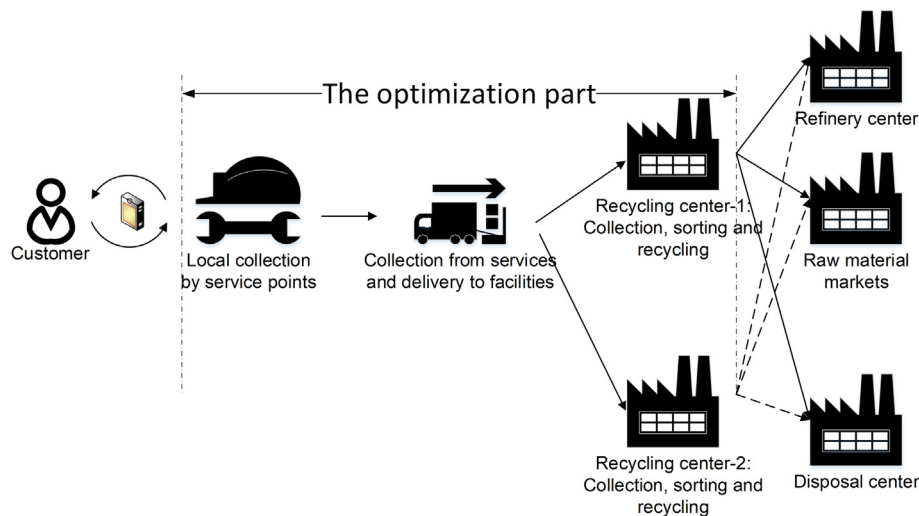 The optimization part
Customer
Local collection
by service points
Collection from services
and delivery to facilities
Recycling center-1:
Collection, sorting and
recycling
Recycling center-2:
Collection, sorting and
recycling
Refinery center
Raw material
markets
Disposal center